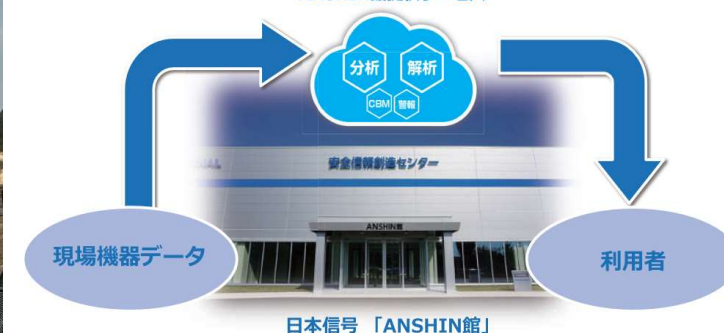 分析 解析
CBM 警報
安全信頼創造センター
ANSHIN館
現場機器データ
利用者
日本信号 「ANSHIN館」